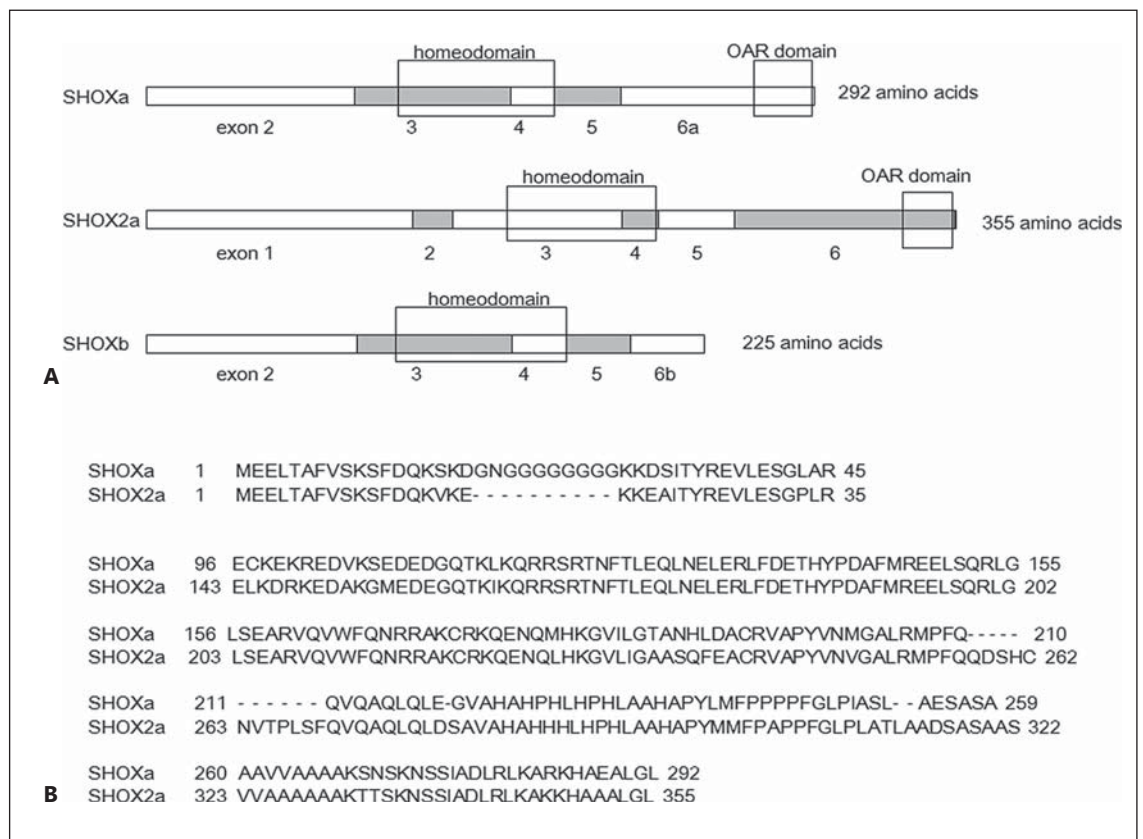 homeodomain OAR domain
SHOXa 292 amino acids
exon 2 3 4 5 6a
homeodomain OAR domain
SHOX2a 355 amino acids
exon 1 2 3 4 5 6
homeodomain
SHOXb 225 amino acids
exon 2 3 4 5 6b
A
SHOXa 1 MEELTAFVSKSFDQKSKDGNGGGGGGGGKKDSITYREVLESGLAR 45
SHOX2a 1 MEELTAFVSKSFDQKVKE- - - - - - - - - - KKEAITYREVLESGPLR 35
SHOXa 96 ECKEKREDVKSEDEDGQTKLKQRRSRTNFTLEQLNELERLFDETHYPDAFMREELSQRLG 155
SHOX2a 143 ELKDRKEDAKGMEDEGQTKIKQRRSRTNFTLEQLNELERLFDETHYPDAFMREELSQRLG 202
SHOXa 156 LSEARVQVWFQNRRAKCRKQENQMHKGVILGTANHLDACRVAPYVNMGALRMPFQ- - - - - 210
SHOX2a 203 LSEARVQVWFQNRRAKCRKQENQLHKGVLIGAASQFEACRVAPYVNVGALRMPFQQDSHC 262
SHOXa 211 - - - - - - QVQAQLQLE-GVAHAHPHLHPHLAAHAPYLMFPPPPFGLPIASL- - AESASA 259
SHOX2a 263 NVTPLSFQVQAQLQLDSAVAHAHHHLHPHLAAHAPYMMFPAPPFGLPLATLAADSASAAS 322
SHOXa 260 AAVVAAAAKSNSKNSSIADLRLKARKHAEALGL 292
SHOX2a 323 VVAAAAAAKTTSKNSSIADLRLKAKKHAAALGL 355
B